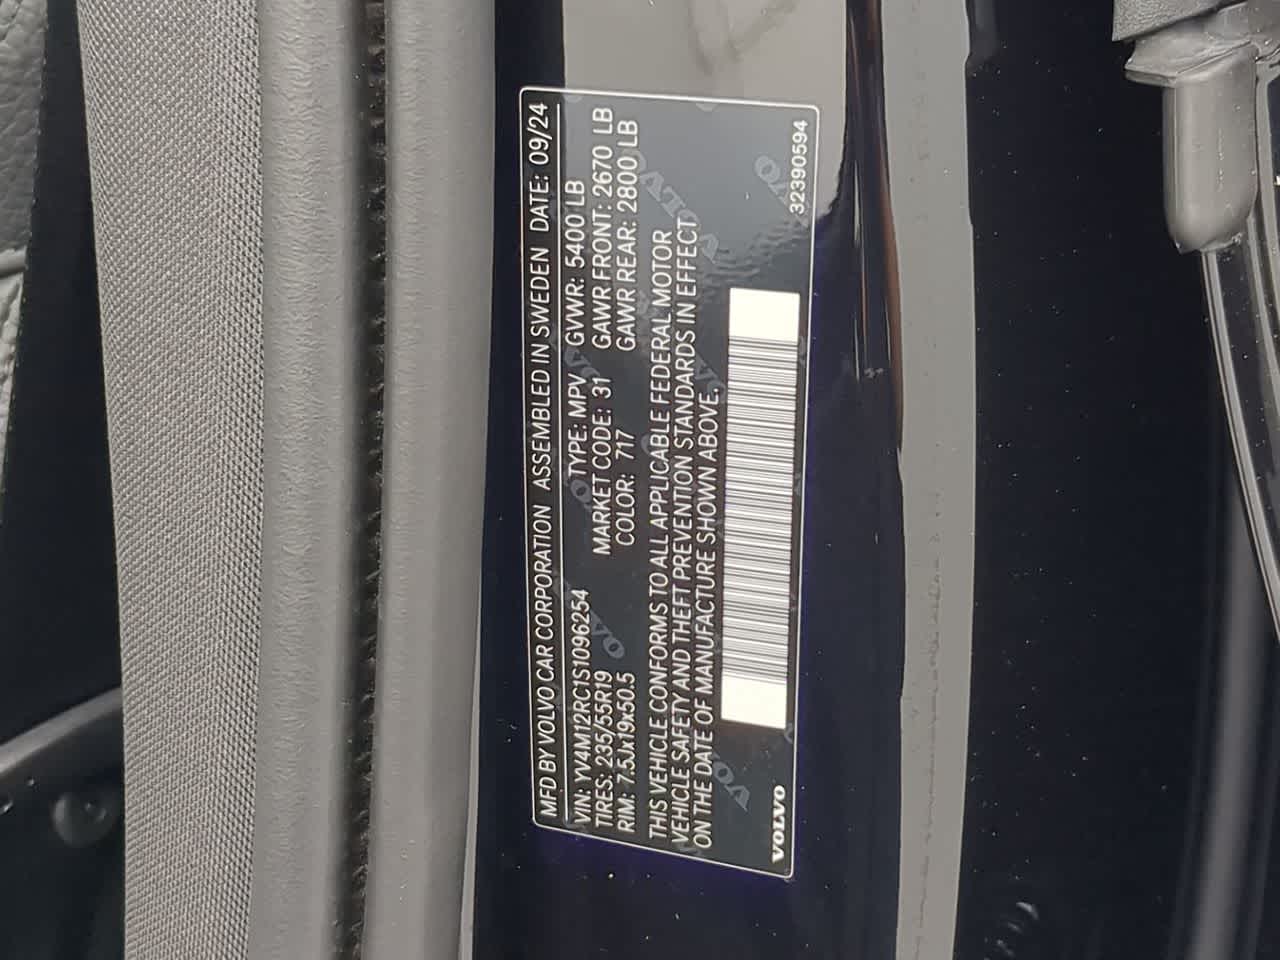 MFD BY VOLVO CAR CORPORATION ASSEMBLED IN SWEDEN DATE: 09/24
VIN: YV4M12RC1S1096254 TYPE: MPV GVWR: 5400 LB
TIRES: 235/55R19 MARKET CODE: 31 GAWR FRONT: 2670 LB
RIM: 7.5Jx19x50.5 COLOR: 717 GAWR REAR: 2800 LB
THIS VEHICLE CONFORMS TO ALL APPLICABLE FEDERAL MOTOR
VEHICLE SAFETY AND THEFT PREVENTION STANDARDS IN EFFECT
ON THE DATE OF MANUFACTURE SHOWN ABOVE.
VOLVO 32390594